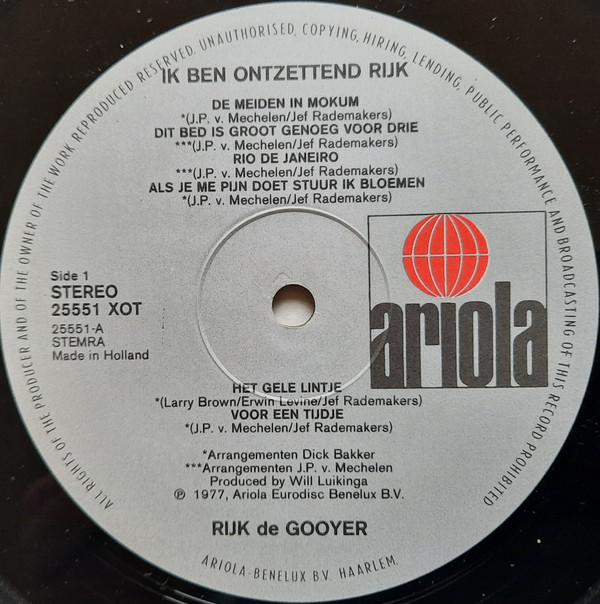 ALL RIGHTS OF THE PRODUCER AND OF THE OWNER OF THE WORK REPRODUCED RESERVED. UNAUTHORISED, COPYING, HIRING, LENDING, PUBLIC PERFORMANCE AND BROADCASTING OF THIS RECORD PROHIBITED
IK BEN ONTZETTEND RIJK
DE MEIDEN IN MOKUM
*(J.P. v. Mechelen/Jef Rademakers)
DIT BED IS GROOT GENOEG VOOR DRIE
***(J.P. v. Mechelen/Jef Rademakers)
RIO DE JANEIRO
***(J.P. v. Mechelen/Jef Rademakers)
ALS JE ME PIJN DOET STUUR IK BLOEMEN
*(J.P. v. Mechelen/Jef Rademakers)
Side 1
STEREO
25551 XOT
25551-A
STEMRA
Made in Holland
ariola
HET GELE LINTJE
*(Larry Brown/Erwin Levine/Jef Rademakers)
VOOR EEN TIJDJE
*(J.P. v. Mechelen/Jef Rademakers)
*Arrangementen Dick Bakker
***Arrangementen J.P. v. Mechelen
Produced by Will Luikinga
℗ 1977, Ariola Eurodisc Benelux B.V.
RIJK de GOOYER
ARIOLA-BENELUX B.V. HAARLEM.